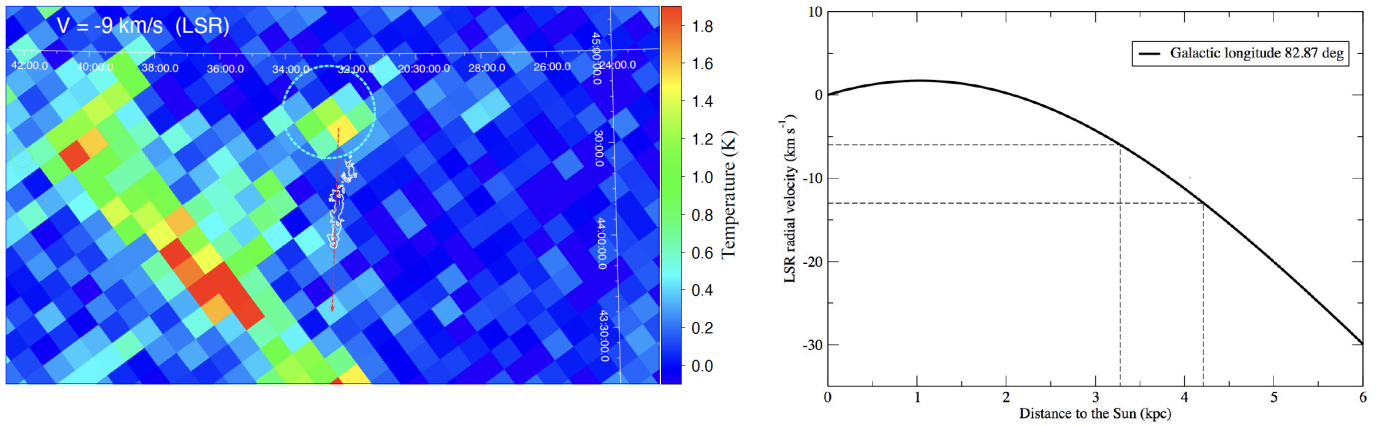 V = -9 km/s (LSR)
42:00.0 40:00.0 38:00.0 36:00.0 34:00.0 32:00.0 20:30:00.0 28:00.0 26:00.0 24:00.0
45:00:00.0
30:00.0
44:00:00.0
43:30:00.0
1.8
1.6
1.4
1.2
1.0
0.8
0.6
0.4
0.2
0.0
Temperature (K)
10
0
-10
-20
-30
LSR radial velocity (km s⁻¹)
Galactic longitude 82.87 deg
0 1 2 3 4 5 6
Distance to the Sun (kpc)